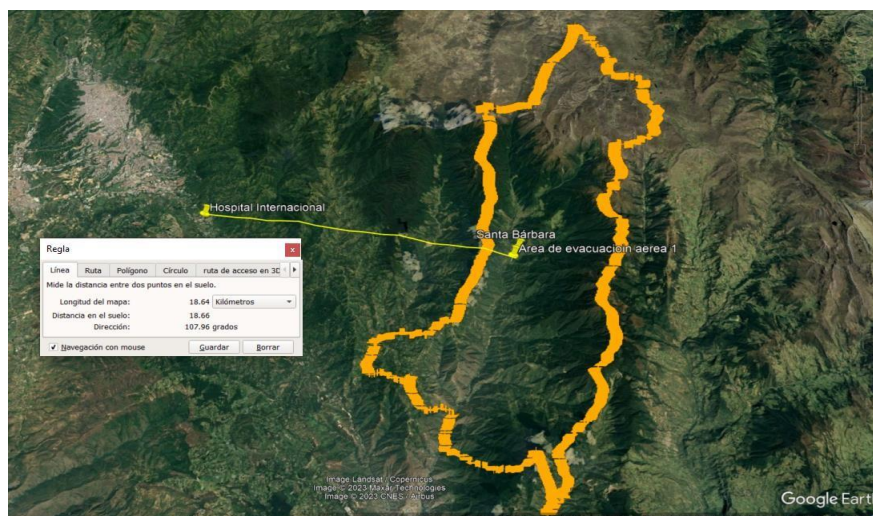 Hospital Internacional
Santa Bárbara
Area de evacuacioin aerea 1
Regla
x
Línea Ruta Polígono Círculo ruta de acceso en 3D
Mide la distancia entre dos puntos en el suelo.
Longitud del mapa: 18.64 Kilómetros
Distancia en el suelo: 18.66
Dirección: 107.96 grados
Navegación con mouse Guardar Borrar
Image Landsat / Copernicus
Image © 2023 Maxar Technologies
Image © 2023 CNES / Airbus
Google Earth